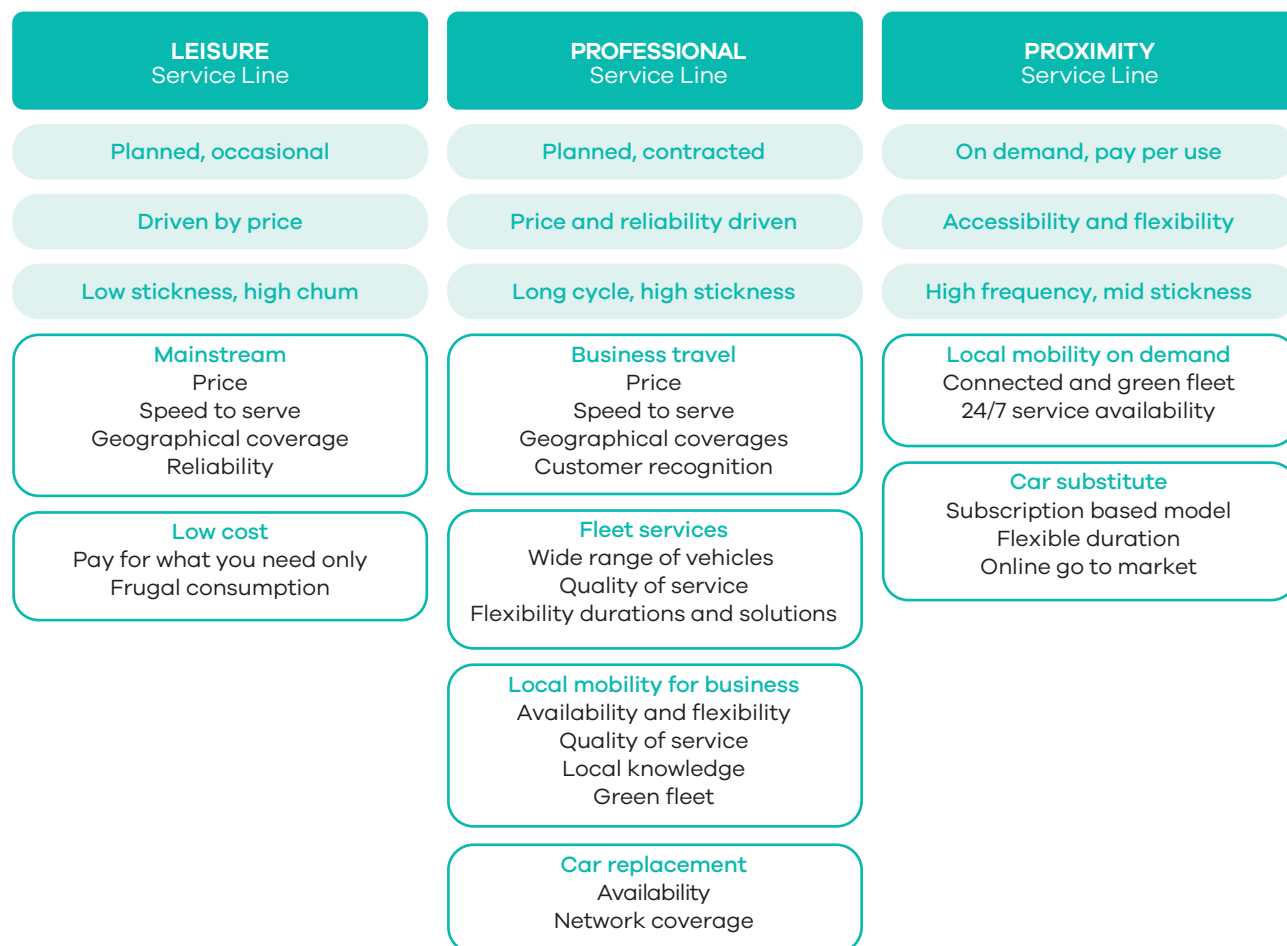 LEISURE
Service Line
Planned, occasional
Driven by price
Low stickness, high chum
Mainstream
Price
Speed to serve
Geographical coverage
Reliability
Low cost
Pay for what you need only
Frugal consumption
PROFESSIONAL
Service Line
Planned, contracted
Price and reliability driven
Long cycle, high stickness
Business travel
Price
Speed to serve
Geographical coverages
Customer recognition
Fleet services
Wide range of vehicles
Quality of service
Flexibility durations and solutions
Local mobility for business
Availability and flexibility
Quality of service
Local knowledge
Green fleet
Car replacement
Availability
Network coverage
PROXIMITY
Service Line
On demand, pay per use
Accessibility and flexibility
High frequency, mid stickness
Local mobility on demand
Connected and green fleet
24/7 service availability
Car substitute
Subscription based model
Flexible duration
Online go to market